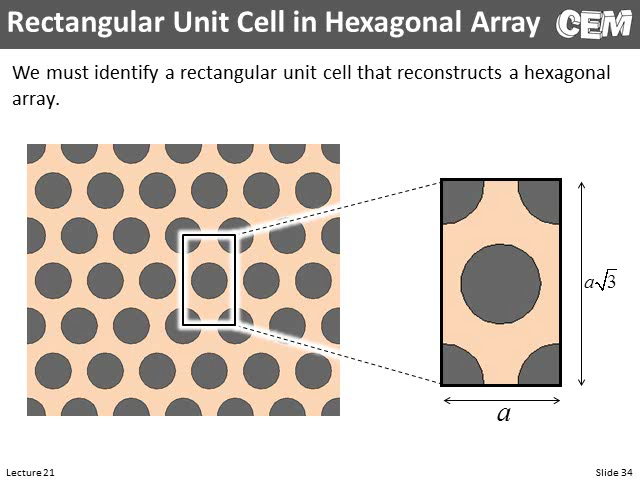 Rectangular Unit Cell in Hexagonal Array
CEM
We must identify a rectangular unit cell that reconstructs a hexagonal
array.
a√3
a
Lecture 21
Slide 34